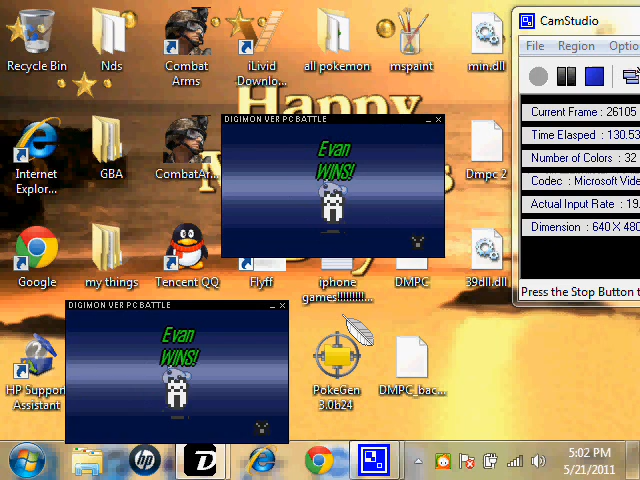 Recycle Bin
Nds
Combat
Arms
iLivid
Downlo...
all pokemon
mspaint
min.dll
CamStudio
File Region Optio
Current Frame : 26105
Time Elasped : 130.53
Number of Colors : 32
Codec : Microsoft Vide
Actual Input Rate : 19.
Dimension : 640 X 480
Press the Stop Button t
Happy
Internet
Explor...
GBA
CombatAr...
DIGIMON VER PC BATTLE
Evan
WINS!
Dmpc 2
Google
my things
Tencent QQ
Flyff
iphone
games!!!!!!!!!...
DMPC
39dll.dll
DIGIMON VER PC BATTLE
Evan
WINS!
HP Support
Assistant
PokeGen
3.0b24
DMPC_bac...
hp
D
5:02 PM
5/21/2011